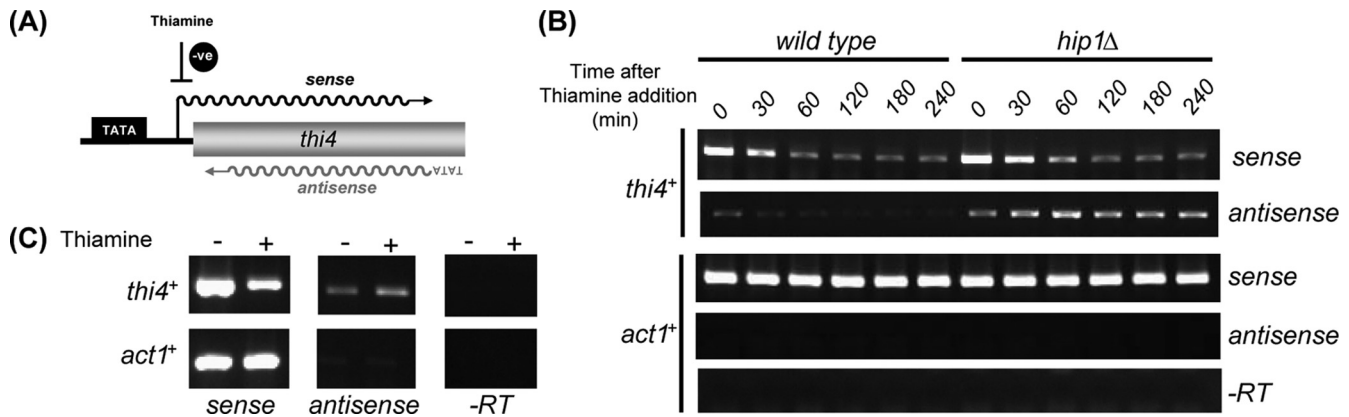 (A)
Thiamine
-ve
sense
TATA
thi4
TATA
antisense
(B)
wild type hip1Δ
Time after
Thiamine addition
(min)
0 30 60 120 180 240 0 30 60 120 180 240
thi4+
sense
antisense
act1+
sense
antisense
-RT
(C)
Thiamine - + - + - +
thi4+
act1+
sense antisense -RT